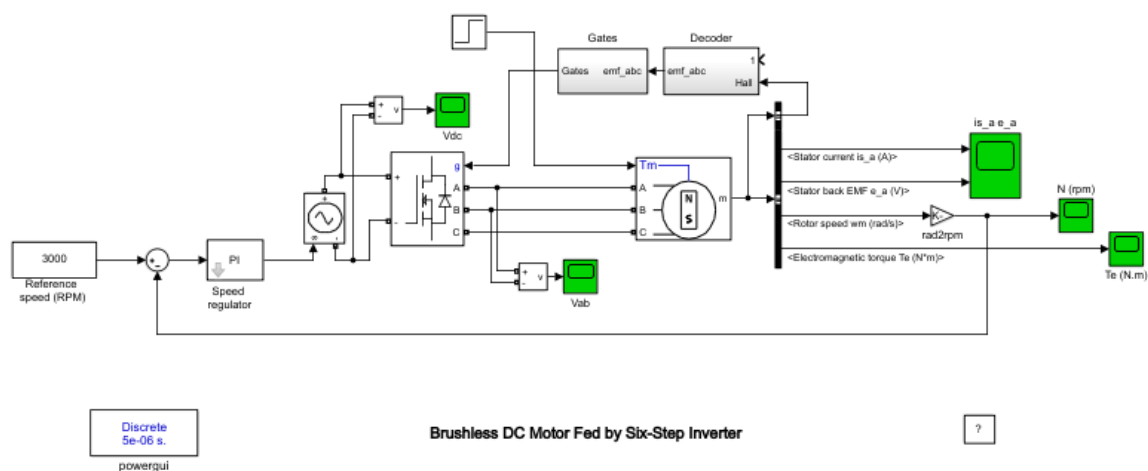 Gates
Decoder
Gates
emf_abc
emf_abc
1
Hall
+
-
v
Vdc
is_a e_a
<Stator current is_a (A)>
g
Tm
+
A
A
<Stator back EMF e_a (V)>
N
S
m
B
B
N (rpm)
-
C
C
K-
<Rotor speed wm (rad/s)>
rad2rpm
+
∞
-
3000
+
-
PI
<Electromagnetic torque Te (N*m)>
Te (N.m)
Reference
speed (RPM)
Speed
regulator
+
-
v
Vab
Discrete
5e-06 s.
powergui
Brushless DC Motor Fed by Six-Step Inverter
?